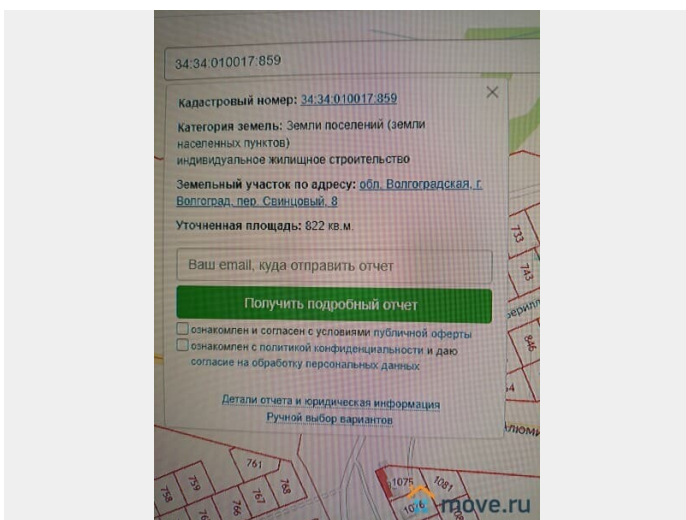 34:34:010017:859
Кадастровый номер: 34:34:010017:859
Категория земель: Земли поселений (земли
населенных пунктов)
индивидуальное жилищное строительство
Земельный участок по адресу: обл. Волгоградская, г.
Волгоград, пер. Свинцовый, 8
Уточненная площадь: 822 кв.м.
Ваш email, куда отправить отчет
Получить подробный отчет
ознакомлен и согласен с условиями публичной оферты
ознакомлен с политикой конфиденциальности и даю
согласие на обработку персональных данных
Детали отчета и юридическая информация
Ручной выбор вариантов
733
743
846
761
768
767
766
759
758
1075
1081
1076
move.ru